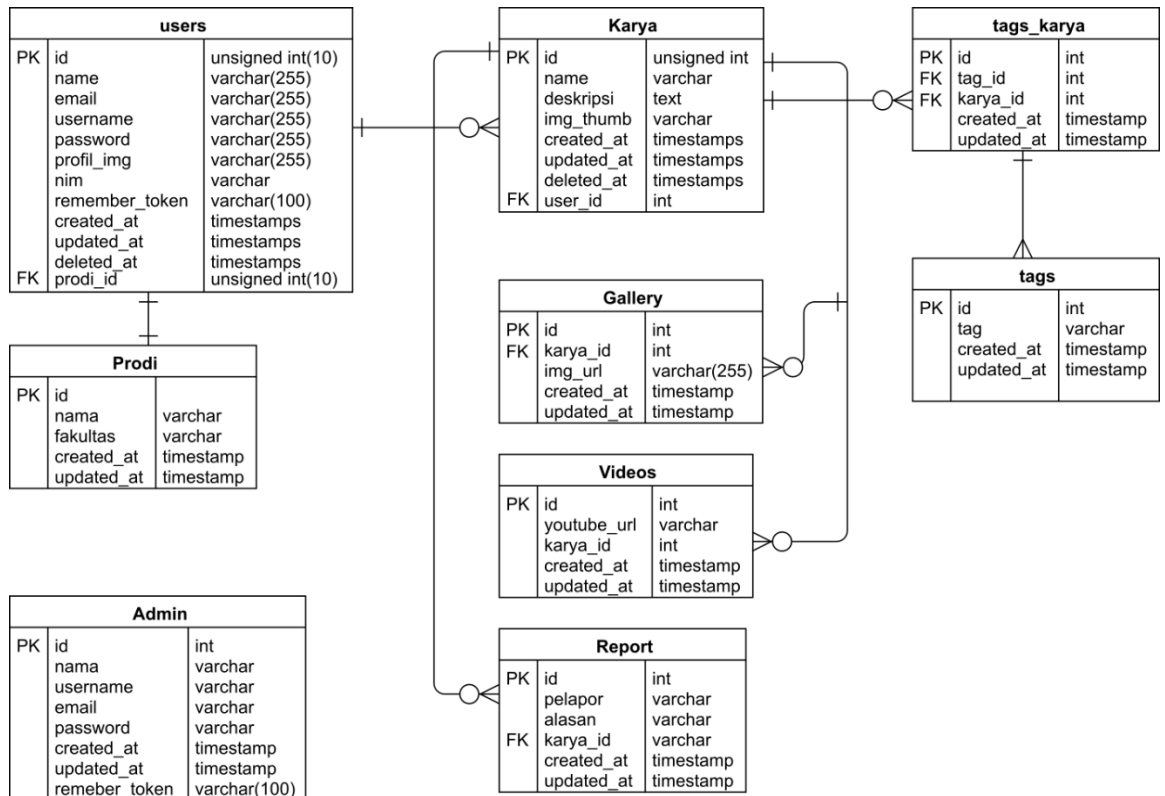 users
PK id unsigned int(10)
name varchar(255)
email varchar(255)
username varchar(255)
password varchar(255)
profil_img varchar(255)
nim varchar
remember_token varchar(100)
created_at timestamps
updated_at timestamps
deleted_at timestamps
FK prodi_id unsigned int(10)
Prodi
PK id
nama varchar
fakultas varchar
created_at timestamp
updated_at timestamp
Admin
PK id int
nama varchar
username varchar
email varchar
password varchar
created_at timestamp
updated_at timestamp
remeber_token varchar(100)
Karya
PK id unsigned int
name varchar
deskripsi text
img_thumb varchar
created_at timestamps
updated_at timestamps
deleted_at timestamps
FK user_id int
Gallery
PK id int
FK karya_id int
img_url varchar(255)
created_at timestamp
updated_at timestamp
Videos
PK id int
youtube_url varchar
karya_id int
created_at timestamp
updated_at timestamp
Report
PK id int
pelapor varchar
alasan varchar
FK karya_id varchar
created_at timestamp
updated_at timestamp
tags_karya
PK id int
FK tag_id int
FK karya_id int
created_at timestamp
updated_at timestamp
tags
PK id int
tag varchar
created_at timestamp
updated_at timestamp